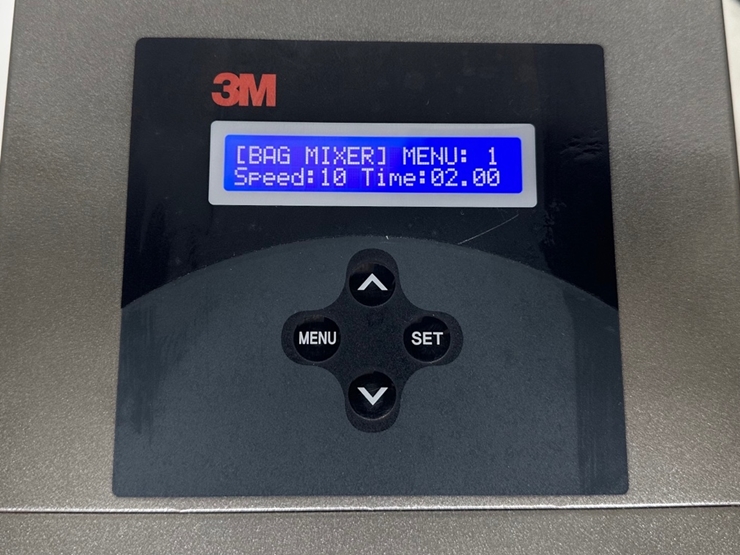 3M
[BAG MIXER] MENU: 1
Speed:10 Time:02.00
MENU
SET